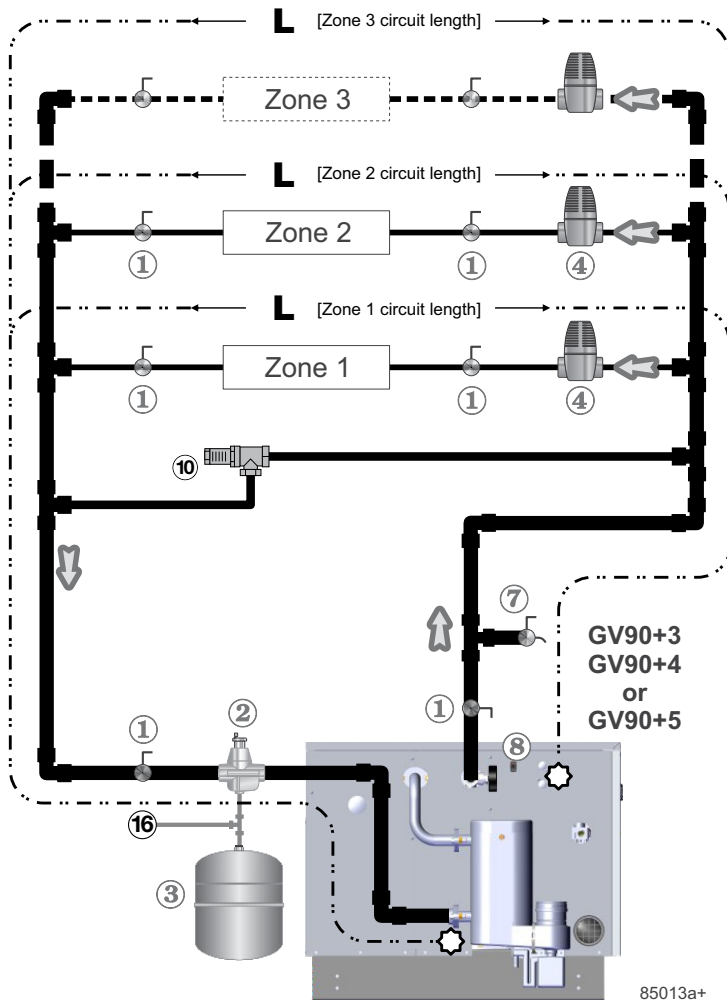 L [Zone 3 circuit length]
Zone 3
L [Zone 2 circuit length]
Zone 2
1 1 4
L [Zone 1 circuit length]
Zone 1
1 1 4
10
7
GV90+3
GV90+4
or
GV90+5
1 2 1 8
16
3
85013a+